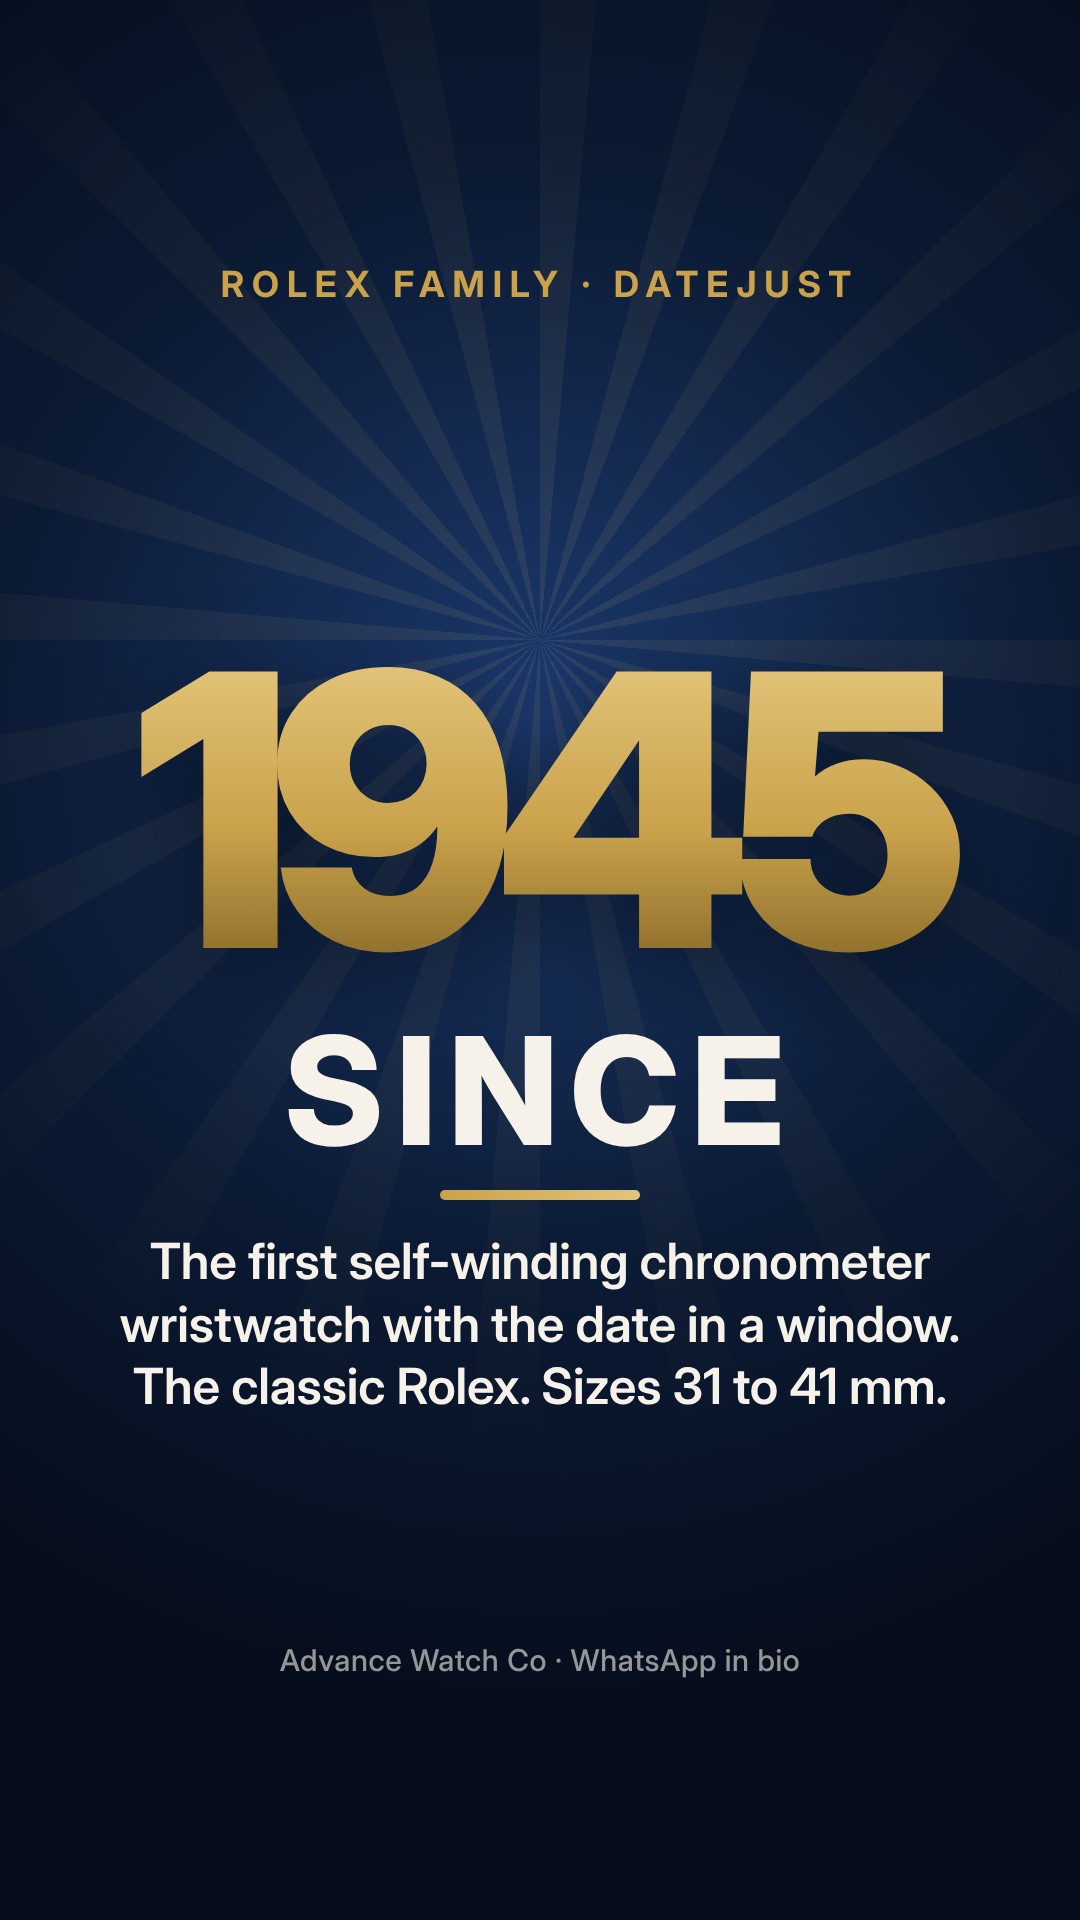 ROLEX FAMILY · DATEJUST
1945
SINCE
The first self-winding chronometer
wristwatch with the date in a window.
The classic Rolex. Sizes 31 to 41 mm.
Advance Watch Co · WhatsApp in bio